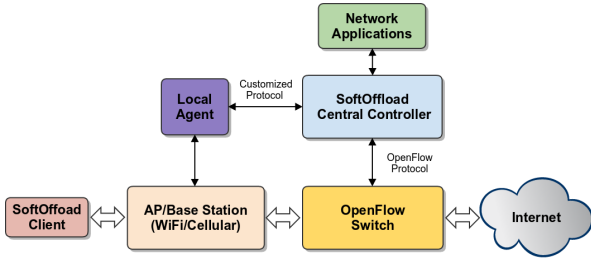 Network
Applications
Customized
Protocol
Local
Agent
SoftOffload
Central Controller
OpenFlow
Protocol
SoftOffoad
Client
AP/Base Station
(WiFi/Cellular)
OpenFlow
Switch
Internet